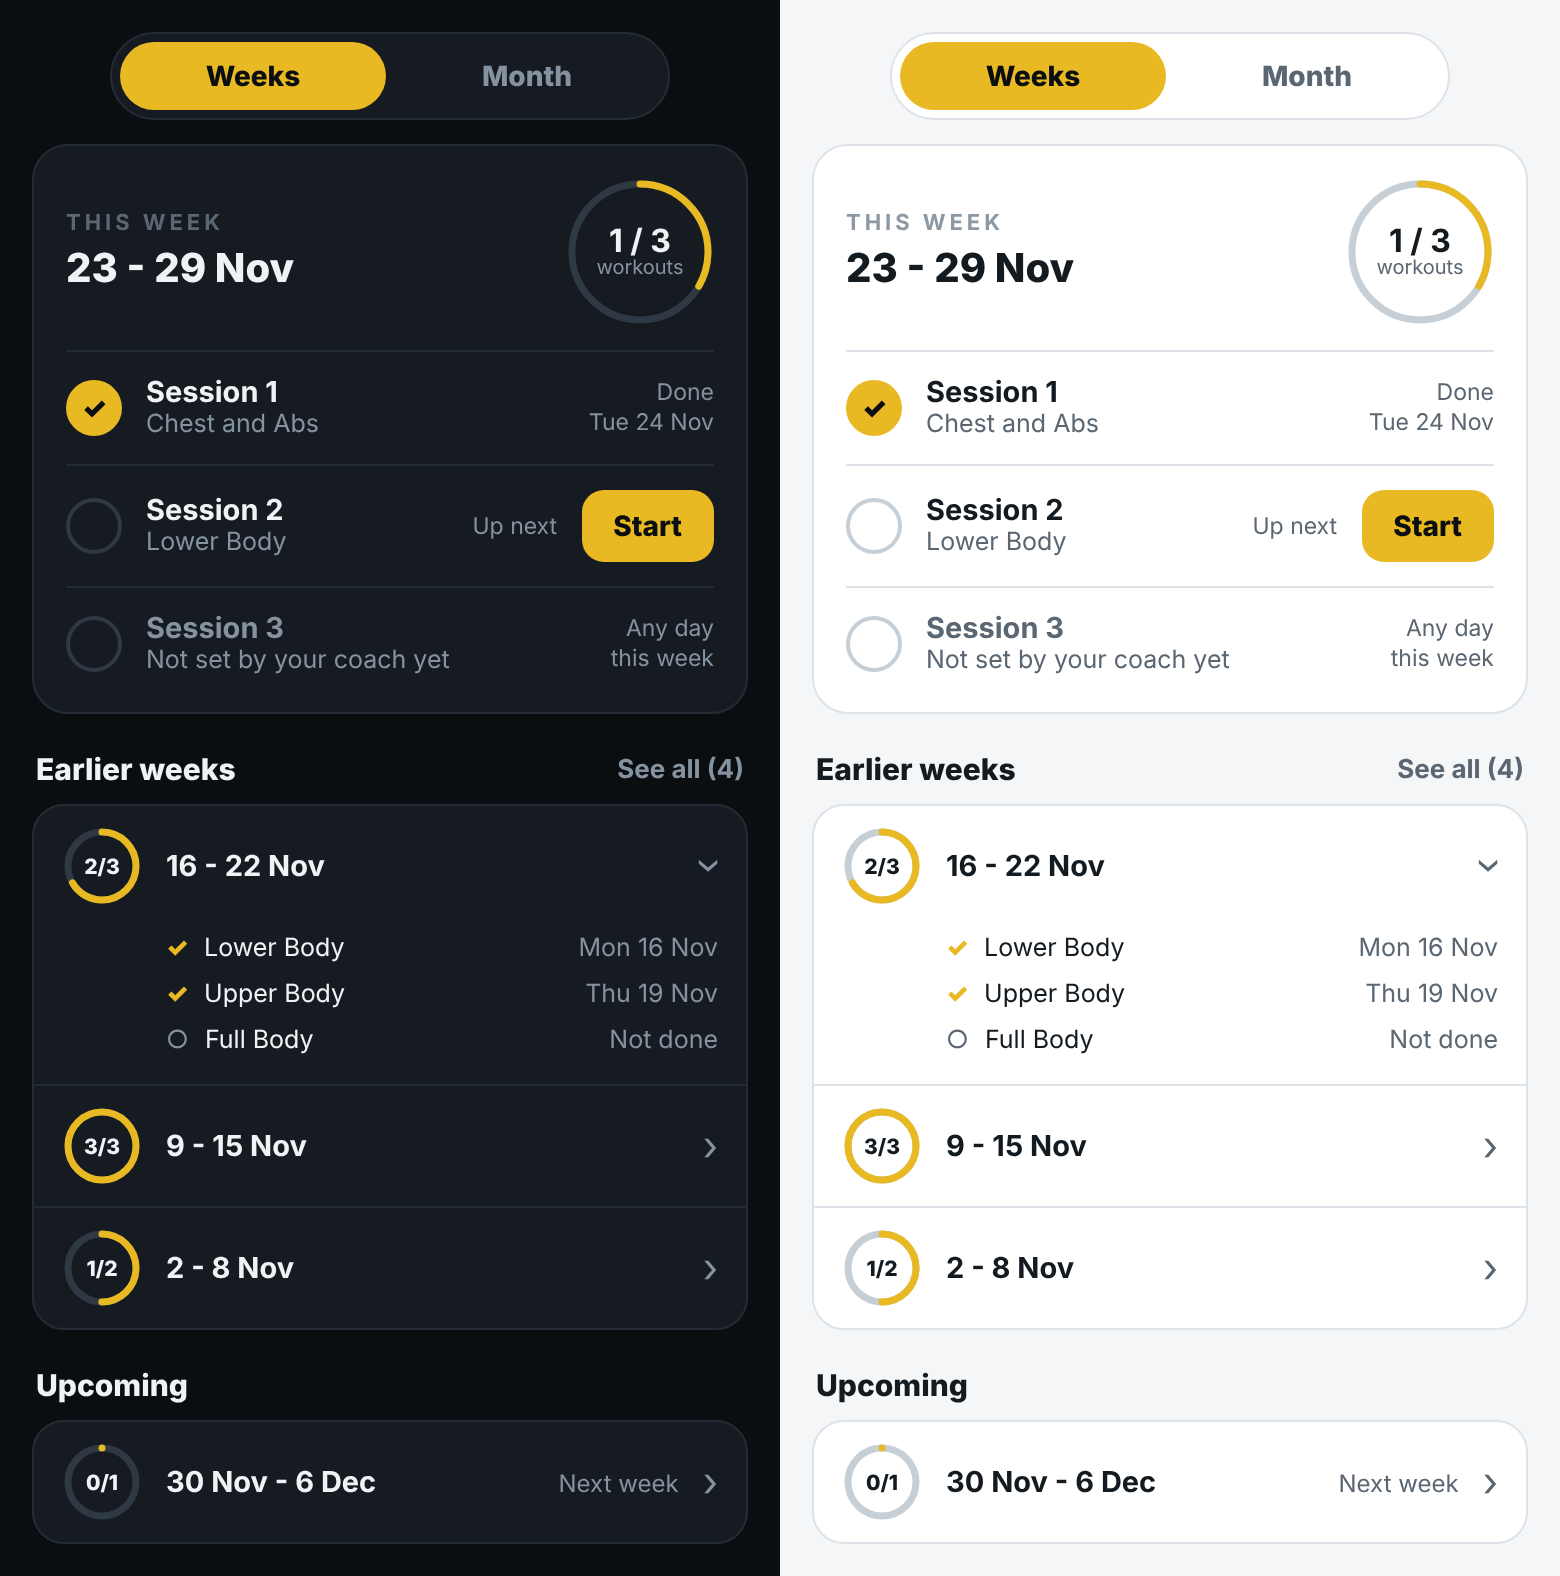 Weeks
Month
THIS WEEK
23 - 29 Nov
1 / 3
workouts
Session 1
Chest and Abs
Done
Tue 24 Nov
Session 2
Lower Body
Up next
Start
Session 3
Not set by your coach yet
Any day
this week
Earlier weeks
See all (4)
2/3
16 - 22 Nov
Lower Body
Mon 16 Nov
Upper Body
Thu 19 Nov
Full Body
Not done
3/3
9 - 15 Nov
1/2
2 - 8 Nov
Upcoming
0/1
30 Nov - 6 Dec
Next week
Weeks
Month
THIS WEEK
23 - 29 Nov
1 / 3
workouts
Session 1
Chest and Abs
Done
Tue 24 Nov
Session 2
Lower Body
Up next
Start
Session 3
Not set by your coach yet
Any day
this week
Earlier weeks
See all (4)
2/3
16 - 22 Nov
Lower Body
Mon 16 Nov
Upper Body
Thu 19 Nov
Full Body
Not done
3/3
9 - 15 Nov
1/2
2 - 8 Nov
Upcoming
0/1
30 Nov - 6 Dec
Next week